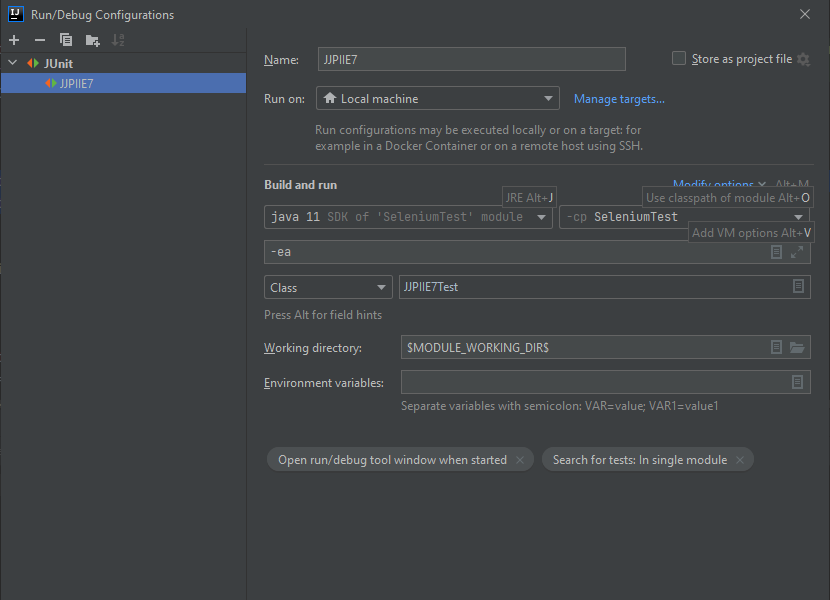 IJ Run/Debug Configurations
JUnit
JJPIIE7
Name: JJPIIE7 Store as project file
Run on: Local machine Manage targets...
Run configurations may be executed locally or on a target: for
example in a Docker Container or on a remote host using SSH.
Build and run Modify options Alt+M
JRE Alt+J Use classpath of module Alt+O
java 11 SDK of 'SeleniumTest' module -cp SeleniumTest
Add VM options Alt+V
-ea
Class JJPIIE7Test
Press Alt for field hints
Working directory: $MODULE_WORKING_DIR$
Environment variables:
Separate variables with semicolon: VAR=value; VAR1=value1
Open run/debug tool window when started × Search for tests: In single module ×